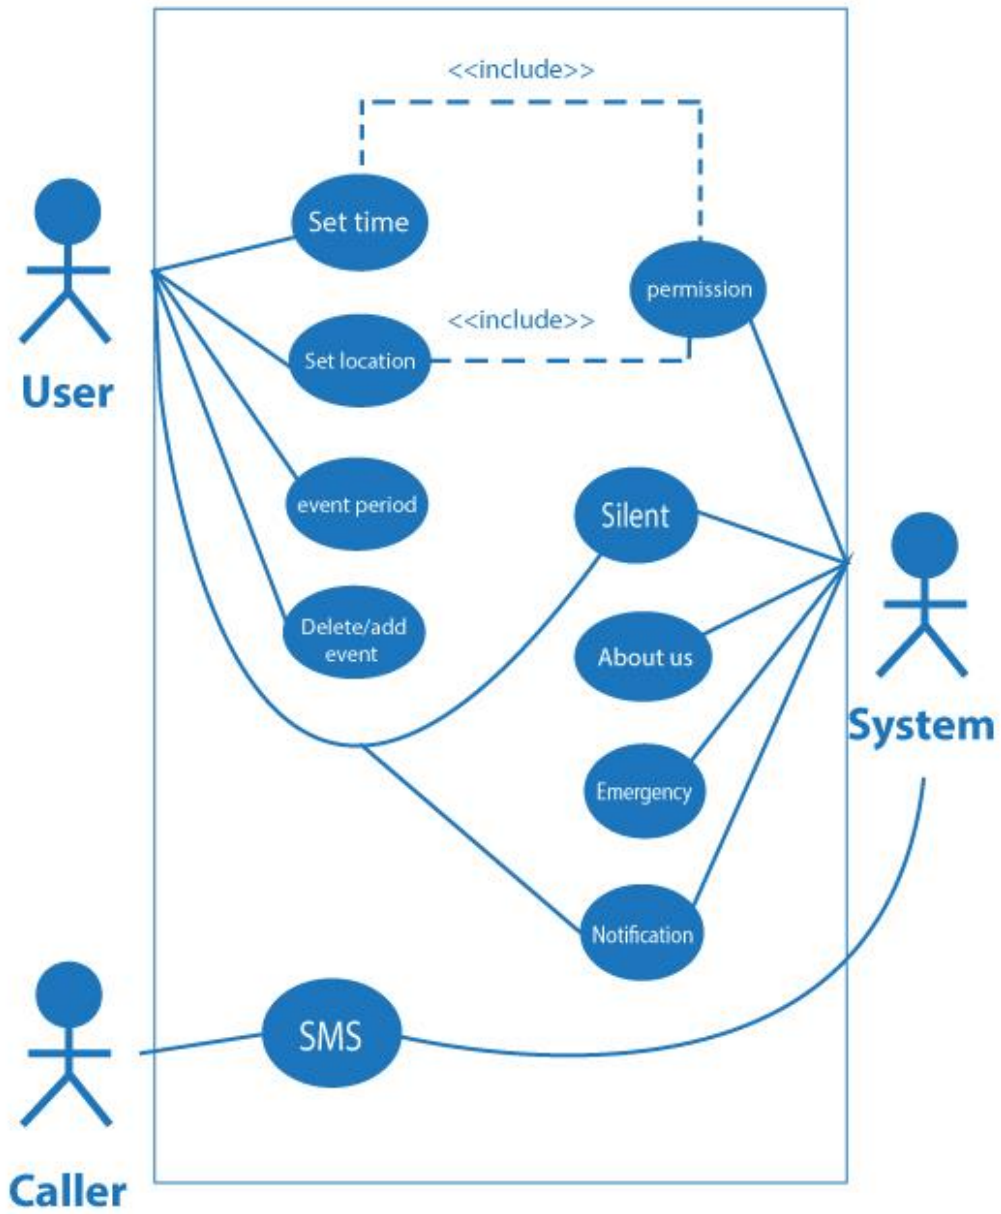 <<include>>
Set time
permission
<<include>>
Set location
User
event period
Silent
Delete/add
event
About us
System
Emergency
Notification
SMS
Caller